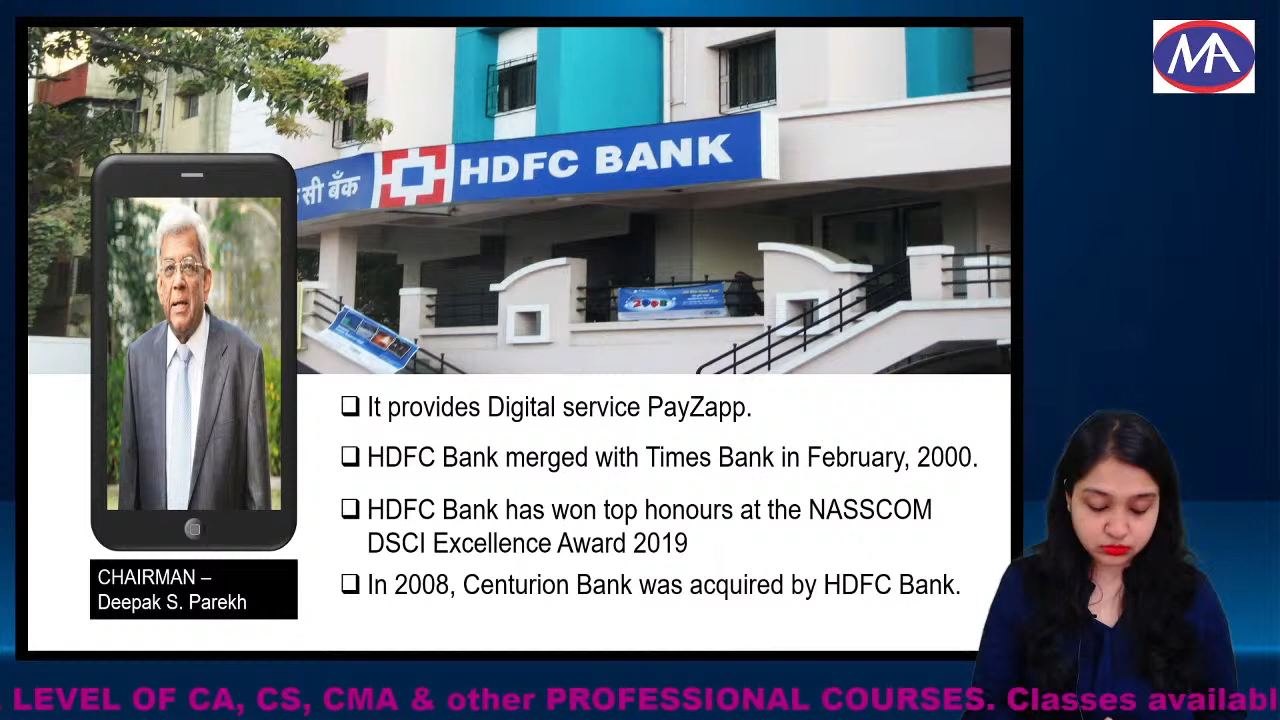 MA
सी बैंक HDFC BANK
2008
It provides Digital service PayZapp.
HDFC Bank merged with Times Bank in February, 2000.
HDFC Bank has won top honours at the NASSCOM
DSCI Excellence Award 2019
In 2008, Centurion Bank was acquired by HDFC Bank.
CHAIRMAN –
Deepak S. Parekh
LEVEL OF CA, CS, CMA & other PROFESSIONAL COURSES. Classes availabl